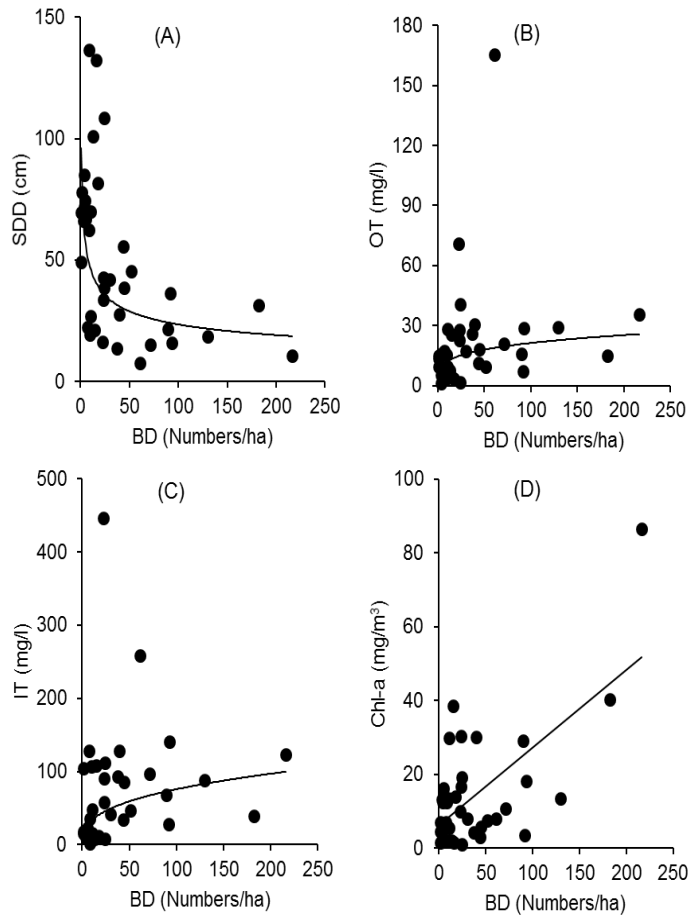 (A)
SDD (cm)
150
100
50
0
0 50 100 150 200 250
BD (Numbers/ha)
(B)
OT (mg/l)
180
150
120
90
60
30
0
0 50 100 150 200 250
BD (Numbers/ha)
(C)
IT (mg/l)
500
400
300
200
100
0
0 50 100 150 200 250
BD (Numbers/ha)
(D)
Chl-a (mg/m³)
100
80
60
40
20
0
0 50 100 150 200 250
BD (Numbers/ha)